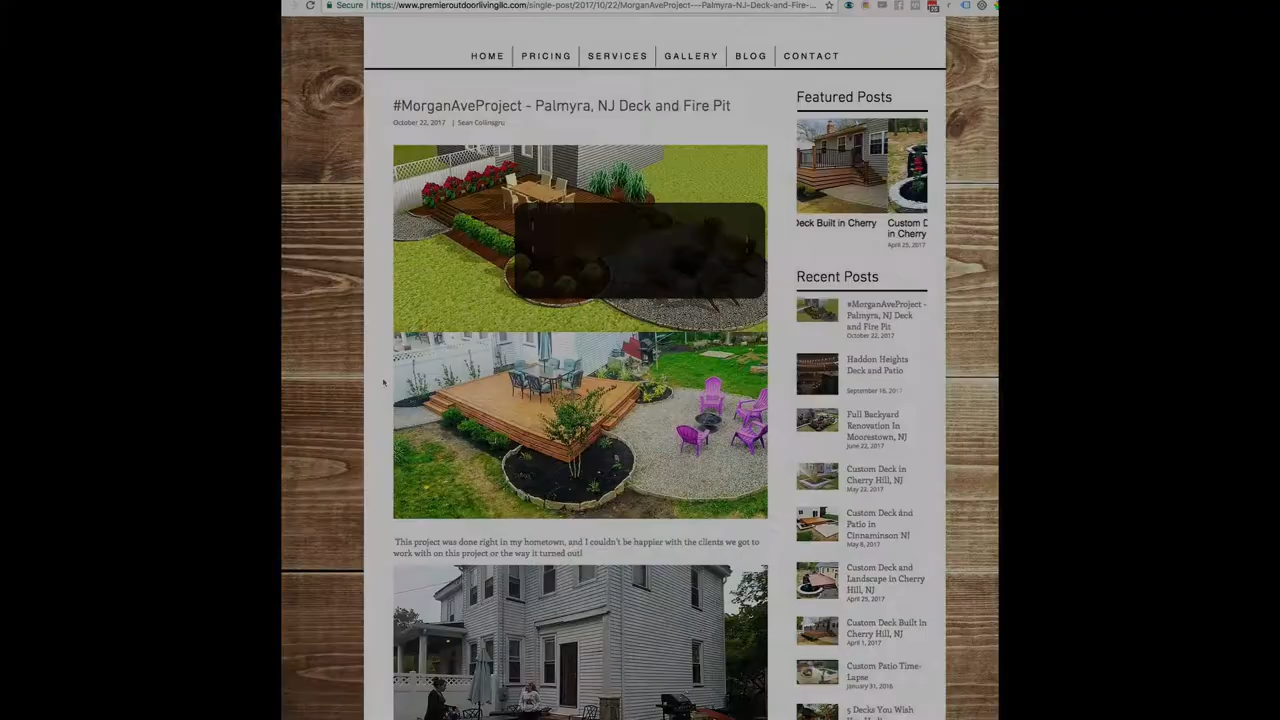 Secure
https://www.premieroutdoorlivingllc.com/single-post/2017/10/22/MorganAveProject---Palmyra-NJ-Deck-and-Fire-...
HOME
PRICING
SERVICES
GALLERY
BLOG
CONTACT
#MorganAveProject - Palmyra, NJ Deck and Fire Pit
October 22, 2017 | Sean Collinsgru
This project was done right in my hometown, and I couldn't be happier with the clients we got to
work with on this project or the way it turned out!
Featured Posts
Deck Built in Cherry
Custom D
in Cherry
April 25, 2017
Recent Posts
#MorganAveProject -
Palmyra, NJ Deck
and Fire Pit
October 22, 2017
Haddon Heights
Deck and Patio
September 16, 2017
Full Backyard
Renovation In
Moorestown, NJ
June 22, 2017
Custom Deck in
Cherry Hill, NJ
May 23, 2017
Custom Deck and
Patio in
Cinnaminson NJ
May 8, 2017
Custom Deck and
Landscape in Cherry
Hill, NJ
April 25, 2017
Custom Deck Built in
Cherry Hill, NJ
April 1, 2017
Custom Patio Time-
Lapse
January 31, 2016
5 Decks You Wish